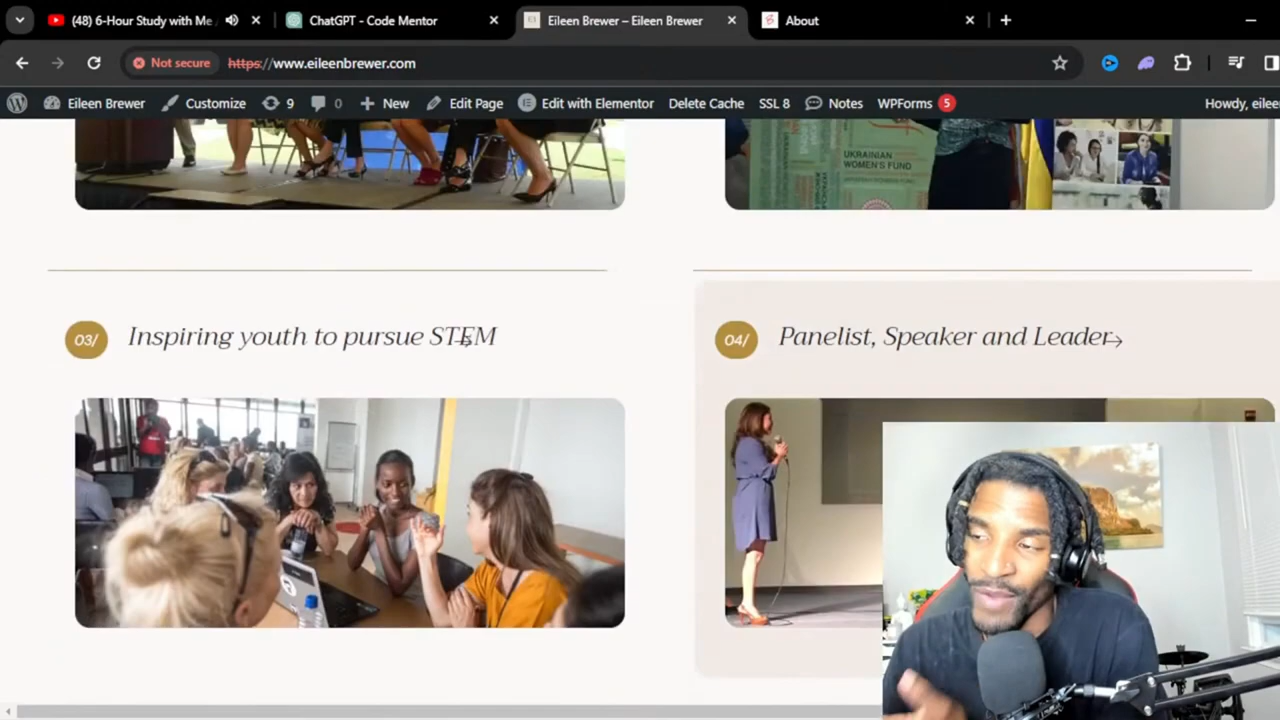 (48) 6-Hour Study with Me
ChatGPT - Code Mentor
Eileen Brewer – Eileen Brewer
About
Not secure
https://www.eileenbrewer.com
Eileen Brewer
Customize
9
0
New
Edit Page
Edit with Elementor
Delete Cache
SSL 8
Notes
WPForms 5
Howdy, eilee
UKRAINIAN
WOMEN'S FUND
03/ Inspiring youth to pursue STEM
04/ Panelist, Speaker and Leader